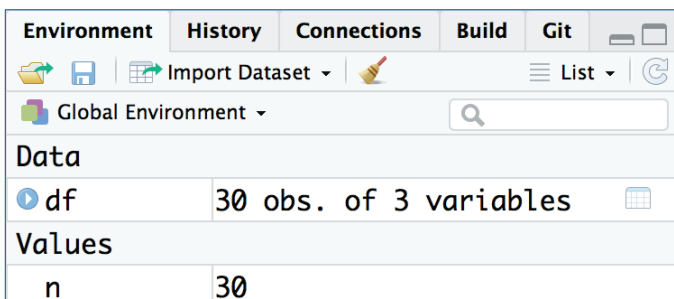 Environment History Connections Build Git
Import Dataset List
Global Environment
Data
df 30 obs. of 3 variables
Values
n 30